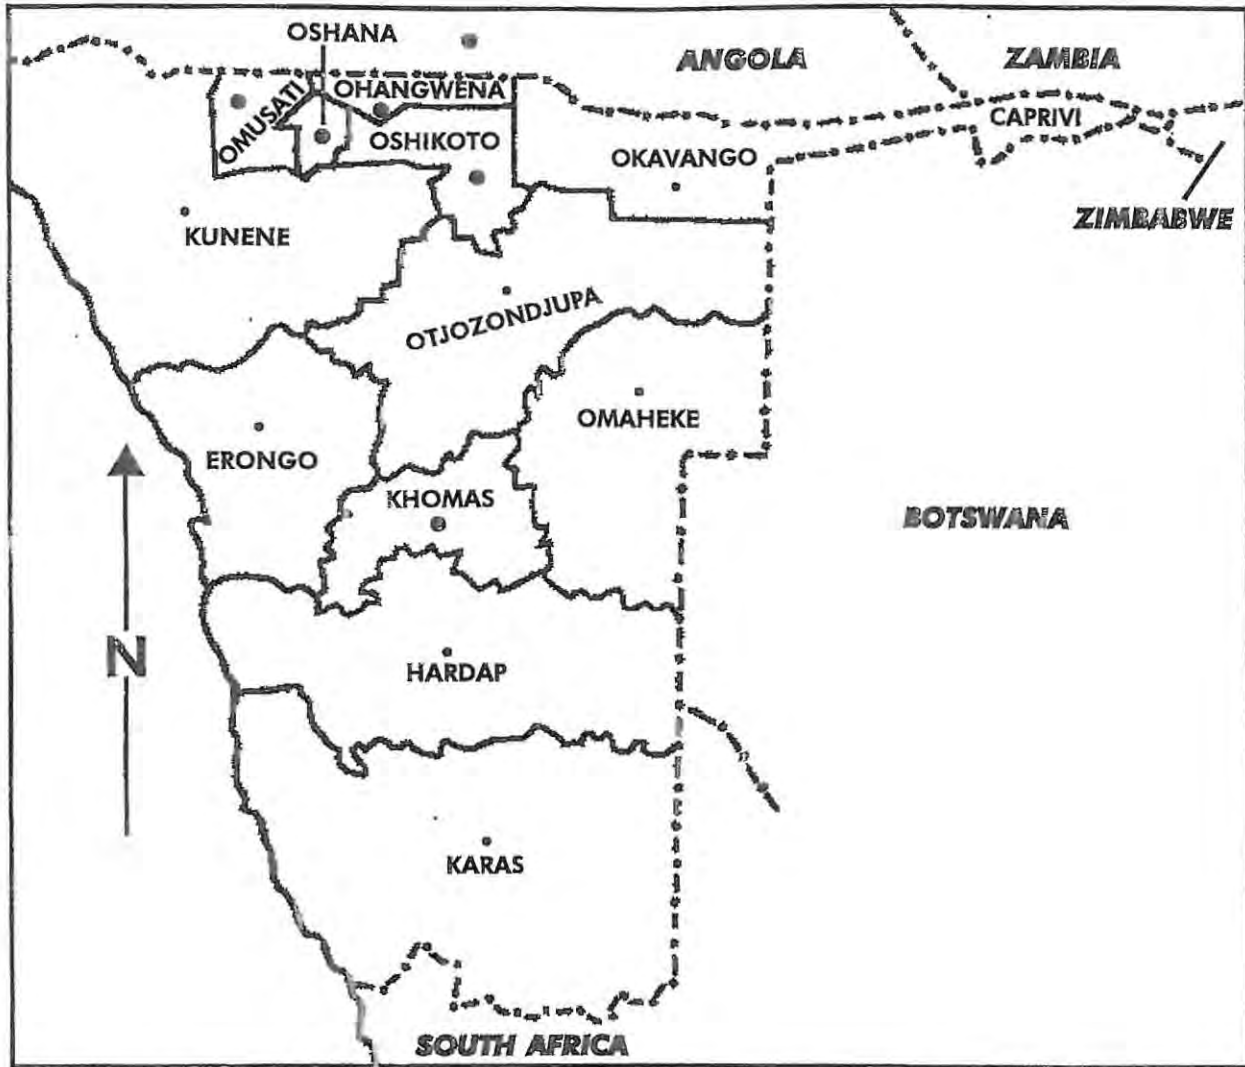 OSHANA
ANGOLA
ZAMBIA
OHANGWENA
OMUSATI
CAPRIVI
OSHIKOTO
OKAVANGO
ZIMBABWE
KUNENE
OTJOZONDJUPA
OMAHEKE
ERONGO
KHOMAS
BOTSWANA
N
HARDAP
KARAS
SOUTH AFRICA